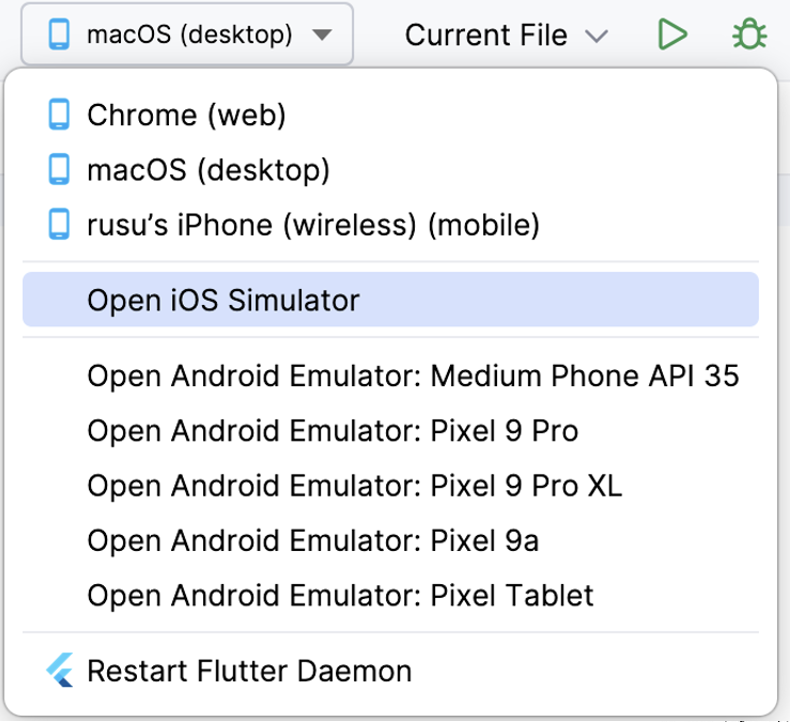 macOS (desktop) Current File
Chrome (web)
macOS (desktop)
rusu’s iPhone (wireless) (mobile)
Open iOS Simulator
Open Android Emulator: Medium Phone API 35
Open Android Emulator: Pixel 9 Pro
Open Android Emulator: Pixel 9 Pro XL
Open Android Emulator: Pixel 9a
Open Android Emulator: Pixel Tablet
Restart Flutter Daemon